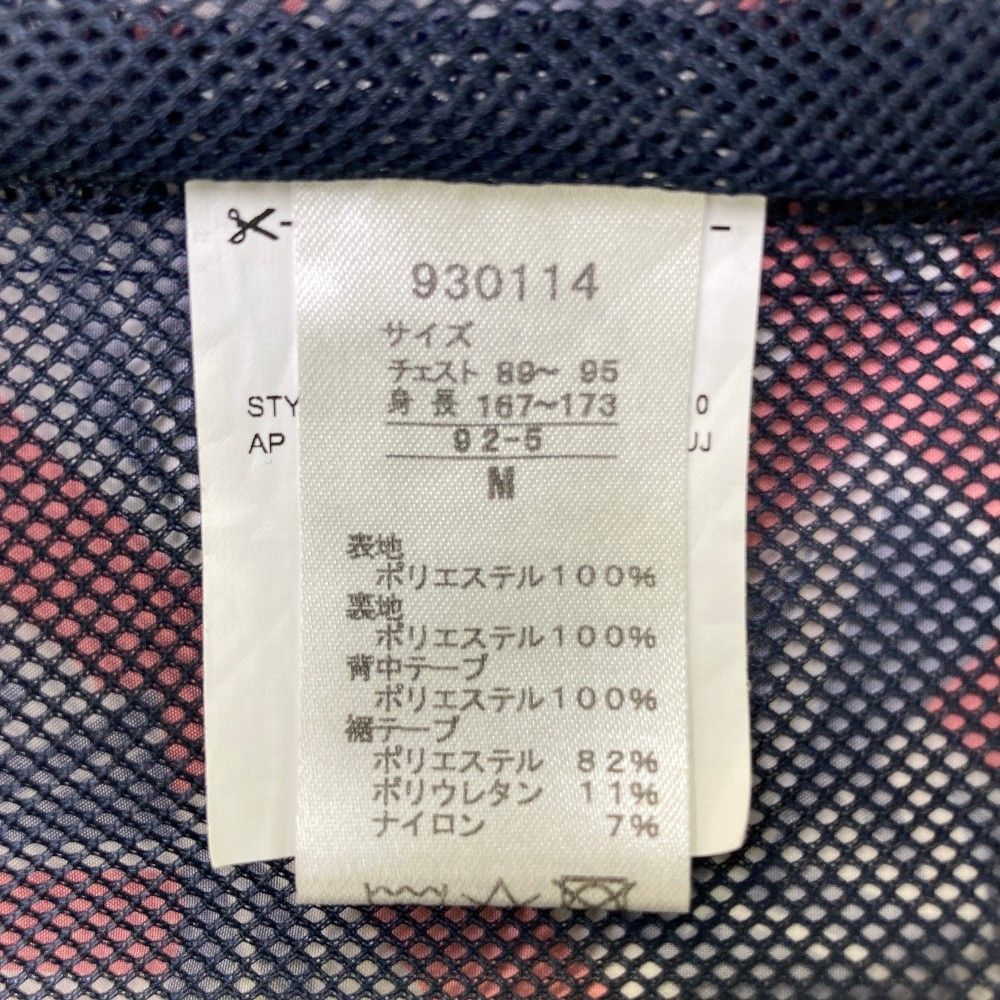 930114
サイズ
チェスト 89〜 95
身長 167〜173
92-5
M
STY
0
AP
UJ
表地
ポリエステル100%
裏地
ポリエステル100%
背中テープ
ポリエステル100%
裾テープ
ポリエステル 82%
ポリウレタン 11%
ナイロン 7%